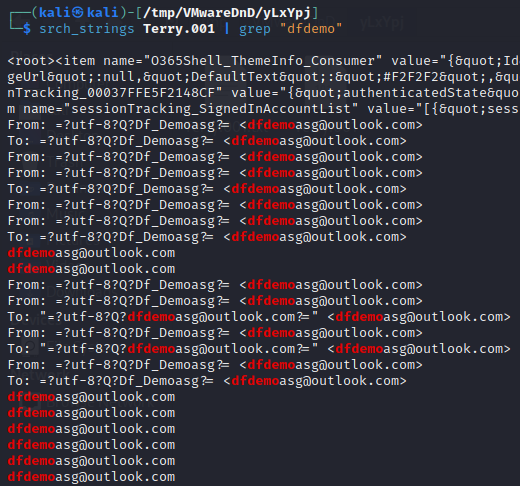 ┌──(kali㉿kali)-[/tmp/VMwareDnD/yLxYpj]
└─$ srch_strings Terry.001 | grep "dfdemo"
<root><item name="O365Shell_ThemeInfo_Consumer" value="{&quot;Id
geUrl&quot;:null,&quot;DefaultText&quot;:&quot;#F2F2F2&quot;,&qu
nTracking_00037FFE5F2148CF" value="{&quot;authenticatedState&quo
m name="sessionTracking_SignedInAccountList" value="[{&quot;sess
From: =?utf-8?Q?Df_Demoasg?= <dfdemoasg@outlook.com>
To: =?utf-8?Q?Df_Demoasg?= <dfdemoasg@outlook.com>
From: =?utf-8?Q?Df_Demoasg?= <dfdemoasg@outlook.com>
From: =?utf-8?Q?Df_Demoasg?= <dfdemoasg@outlook.com>
To: =?utf-8?Q?Df_Demoasg?= <dfdemoasg@outlook.com>
From: =?utf-8?Q?Df_Demoasg?= <dfdemoasg@outlook.com>
From: =?utf-8?Q?Df_Demoasg?= <dfdemoasg@outlook.com>
To: =?utf-8?Q?Df_Demoasg?= <dfdemoasg@outlook.com>
dfdemoasg@outlook.com
dfdemoasg@outlook.com
From: =?utf-8?Q?Df_Demoasg?= <dfdemoasg@outlook.com>
From: =?utf-8?Q?Df_Demoasg?= <dfdemoasg@outlook.com>
To: "=?utf-8?Q?dfdemoasg@outlook.com?=" <dfdemoasg@outlook.com>
From: =?utf-8?Q?Df_Demoasg?= <dfdemoasg@outlook.com>
To: "=?utf-8?Q?dfdemoasg@outlook.com?=" <dfdemoasg@outlook.com>
From: =?utf-8?Q?Df_Demoasg?= <dfdemoasg@outlook.com>
To: =?utf-8?Q?Df_Demoasg?= <dfdemoasg@outlook.com>
dfdemoasg@outlook.com
dfdemoasg@outlook.com
dfdemoasg@outlook.com
dfdemoasg@outlook.com
dfdemoasg@outlook.com
dfdemoasg@outlook.com